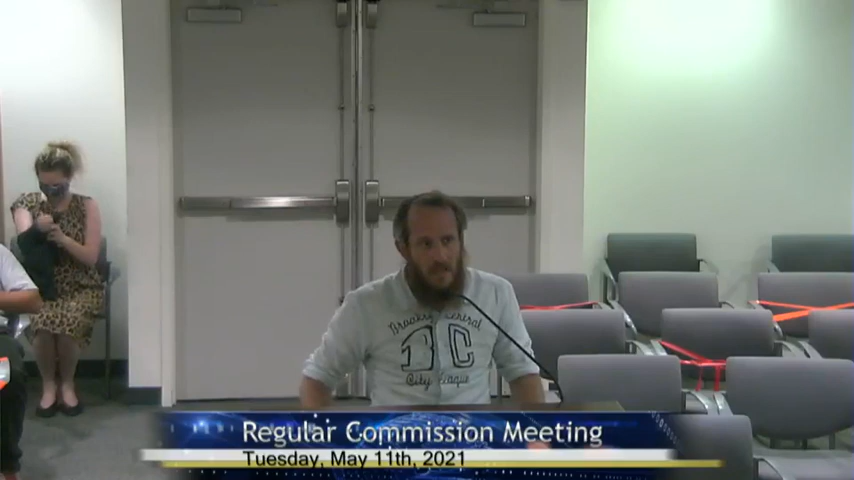 Brooklyn Central
BC
City League
Regular Commission Meeting
Tuesday, May 11th, 2021